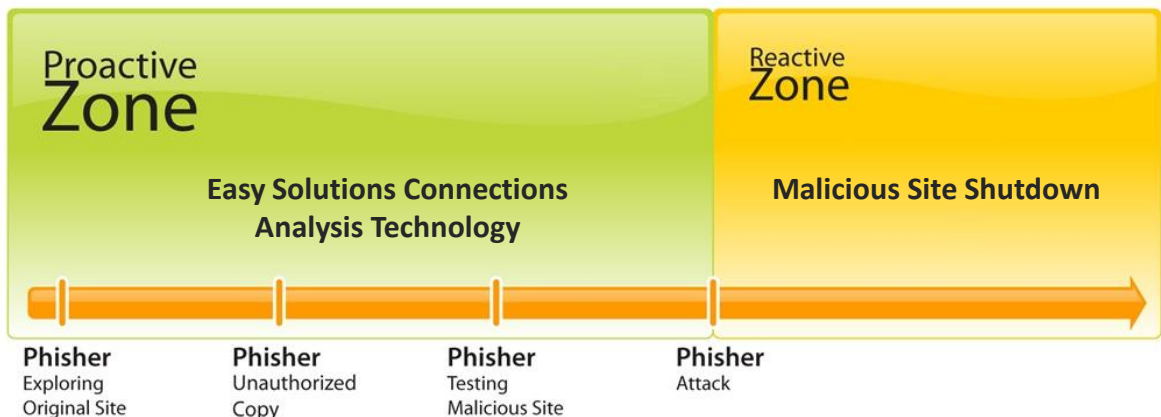 Proactive
Zone
Reactive
Zone
Easy Solutions Connections
Analysis Technology
Malicious Site Shutdown
Phisher
Exploring
Original Site
Phisher
Unauthorized
Copy
Phisher
Testing
Malicious Site
Phisher
Attack